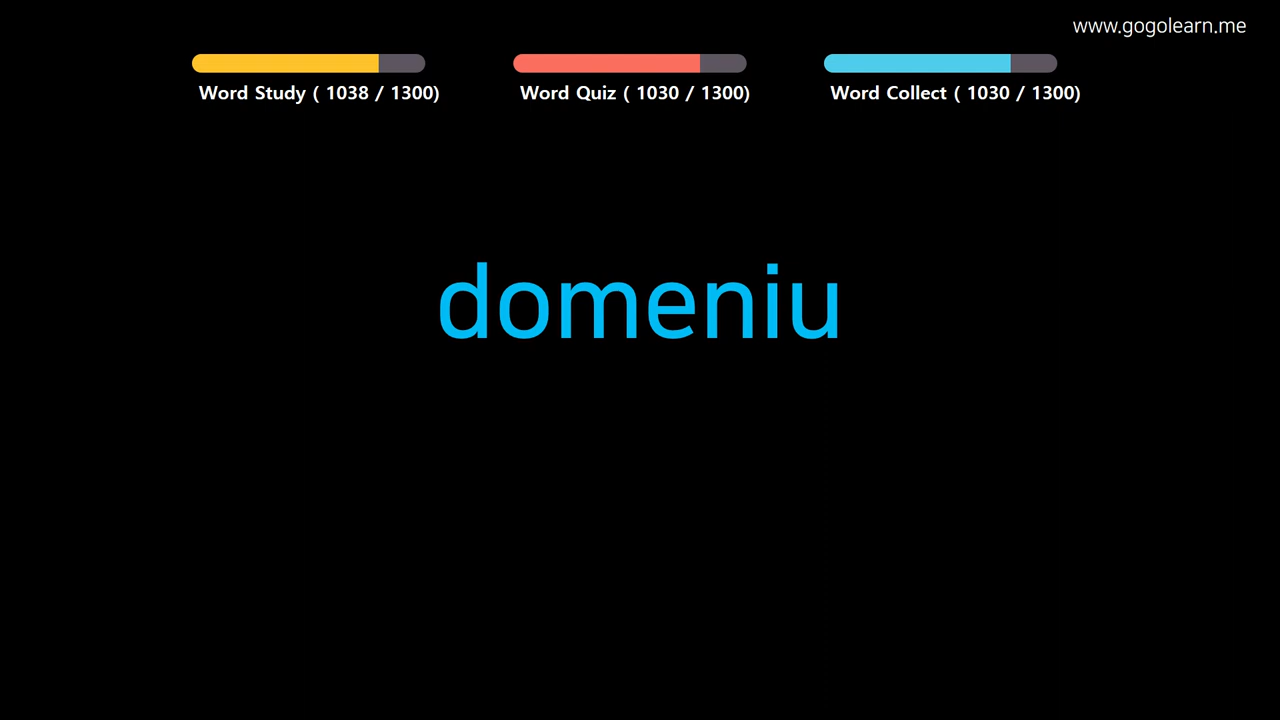 www.gogolearn.me
Word Study ( 1038 / 1300)
Word Quiz ( 1030 / 1300)
Word Collect ( 1030 / 1300)
domeniu